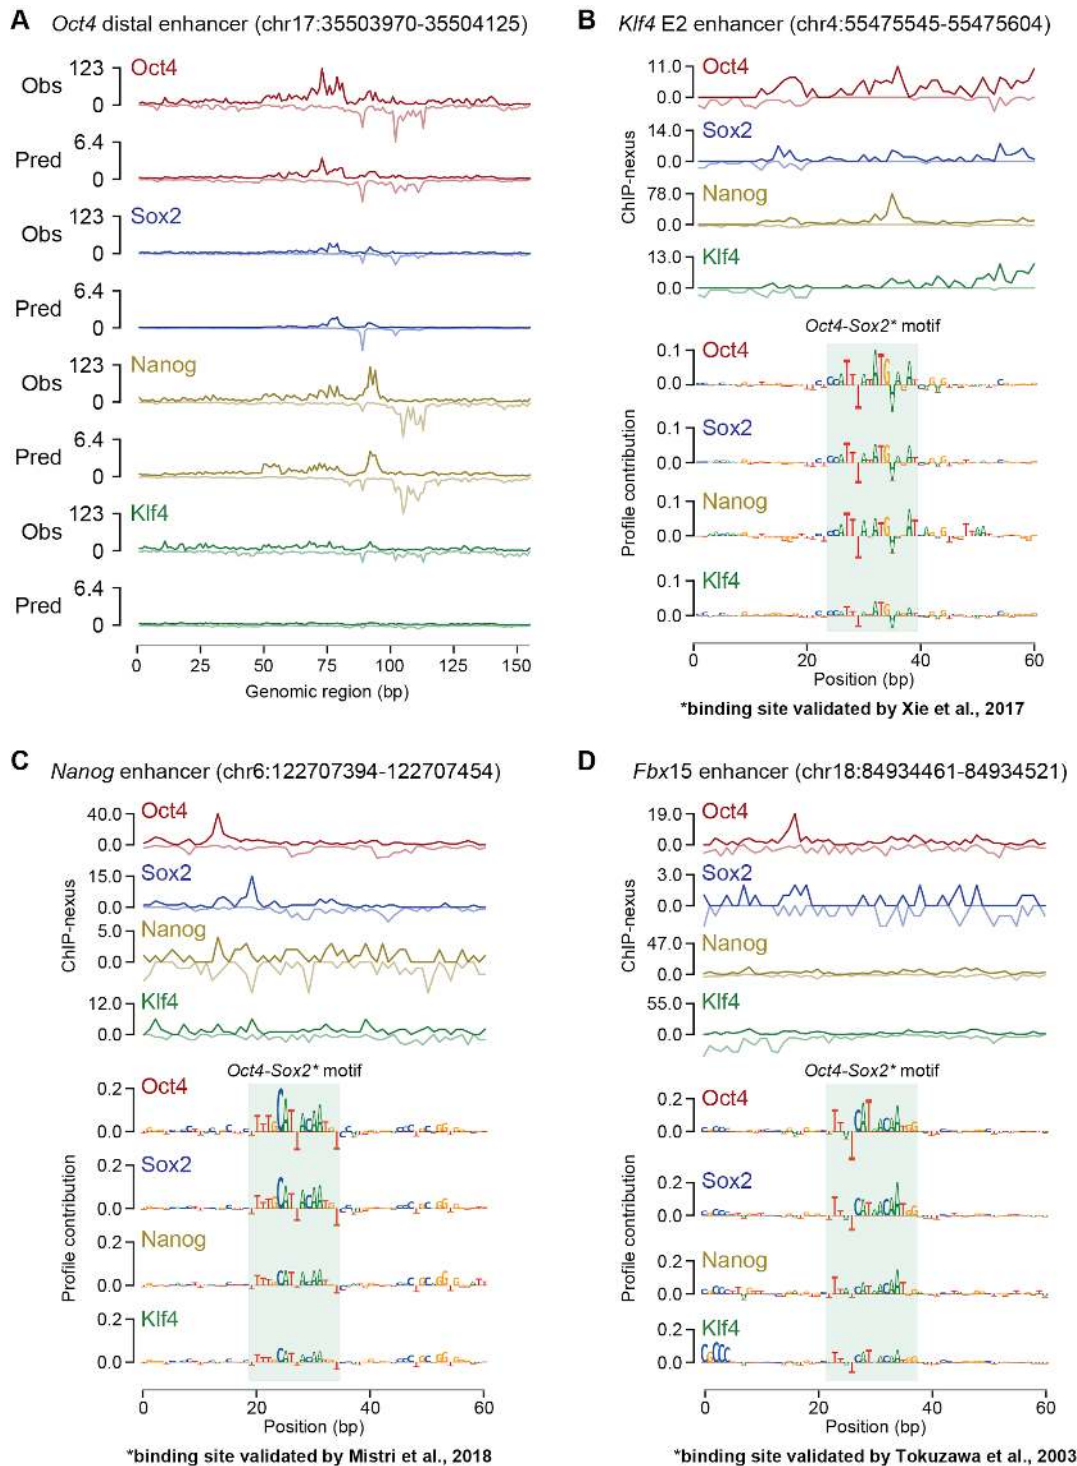 A Oct4 distal enhancer (chr17:35503970-35504125)
Obs 123 0
Pred 6.4 0
Sox2
Obs 123 0
Pred 6.4 0
Nanog
Obs 123 0
Pred 6.4 0
Klf4
Obs 123 0
Pred 6.4 0
0 25 50 75 100 125 150
Genomic region (bp)
B Klf4 E2 enhancer (chr4:55475545-55475604)
ChIP-nexus
Oct4 11.0 0.0
Sox2 14.0 0.0
Nanog 78.0 0.0
Klf4 13.0 0.0
Oct4-Sox2* motif
Profile contribution
Oct4 0.1 0.0
Sox2 0.1 0.0
Nanog 0.1 0.0
Klf4 0.1 0.0
0 20 40 60
Position (bp)
*binding site validated by Xie et al., 2017
C Nanog enhancer (chr6:122707394-122707454)
ChIP-nexus
Oct4 40.0 0.0
Sox2 15.0 0.0
Nanog 5.0 0.0
Klf4 12.0 0.0
Oct4-Sox2* motif
Profile contribution
Oct4 0.2 0.0
Sox2 0.2 0.0
Nanog 0.2 0.0
Klf4 0.2 0.0
0 20 40 60
Position (bp)
*binding site validated by Mistri et al., 2018
D Fbx15 enhancer (chr18:84934461-84934521)
ChIP-nexus
Oct4 19.0 0.0
Sox2 3.0 0.0
Nanog 47.0 0.0
Klf4 55.0 0.0
Oct4-Sox2* motif
Profile contribution
Oct4 0.2 0.0
Sox2 0.2 0.0
Nanog 0.2 0.0
Klf4 0.2 0.0
0 20 40 60
Position (bp)
*binding site validated by Tokuzawa et al., 2003